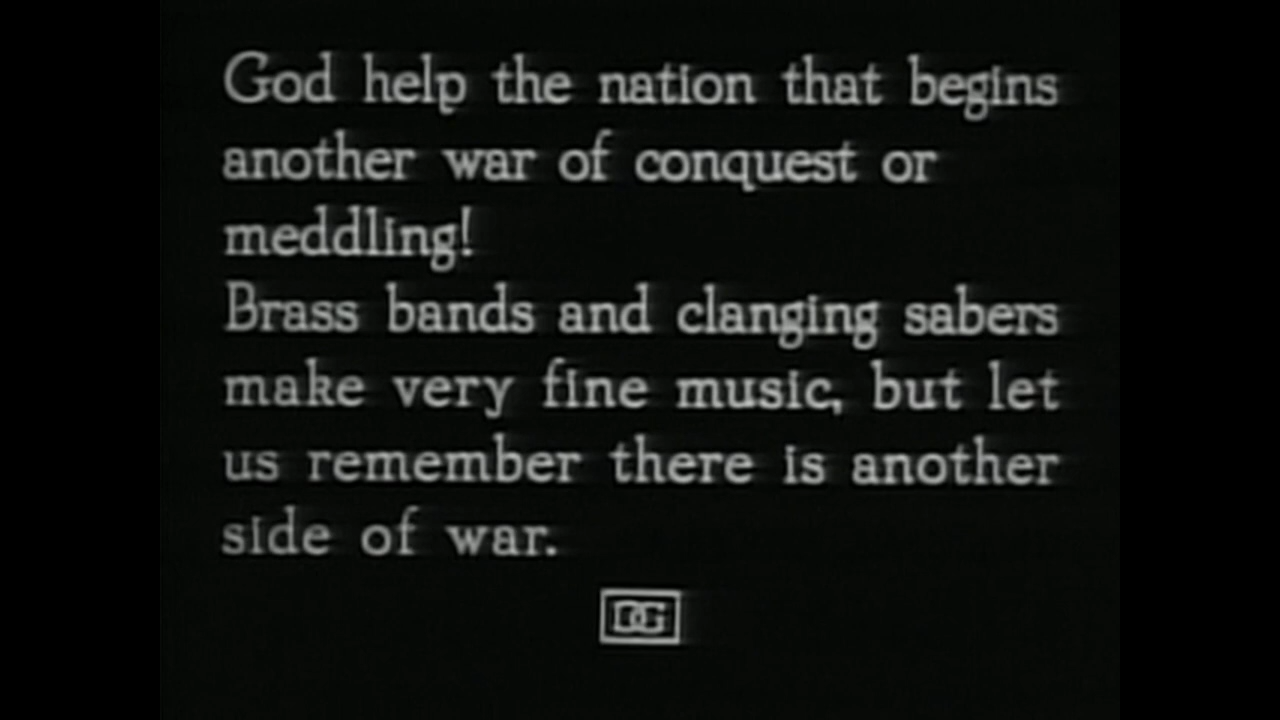 God help the nation that begins
another war of conquest or
meddling!
Brass bands and clanging sabers
make very fine music, but let
us remember there is another
side of war.
DG